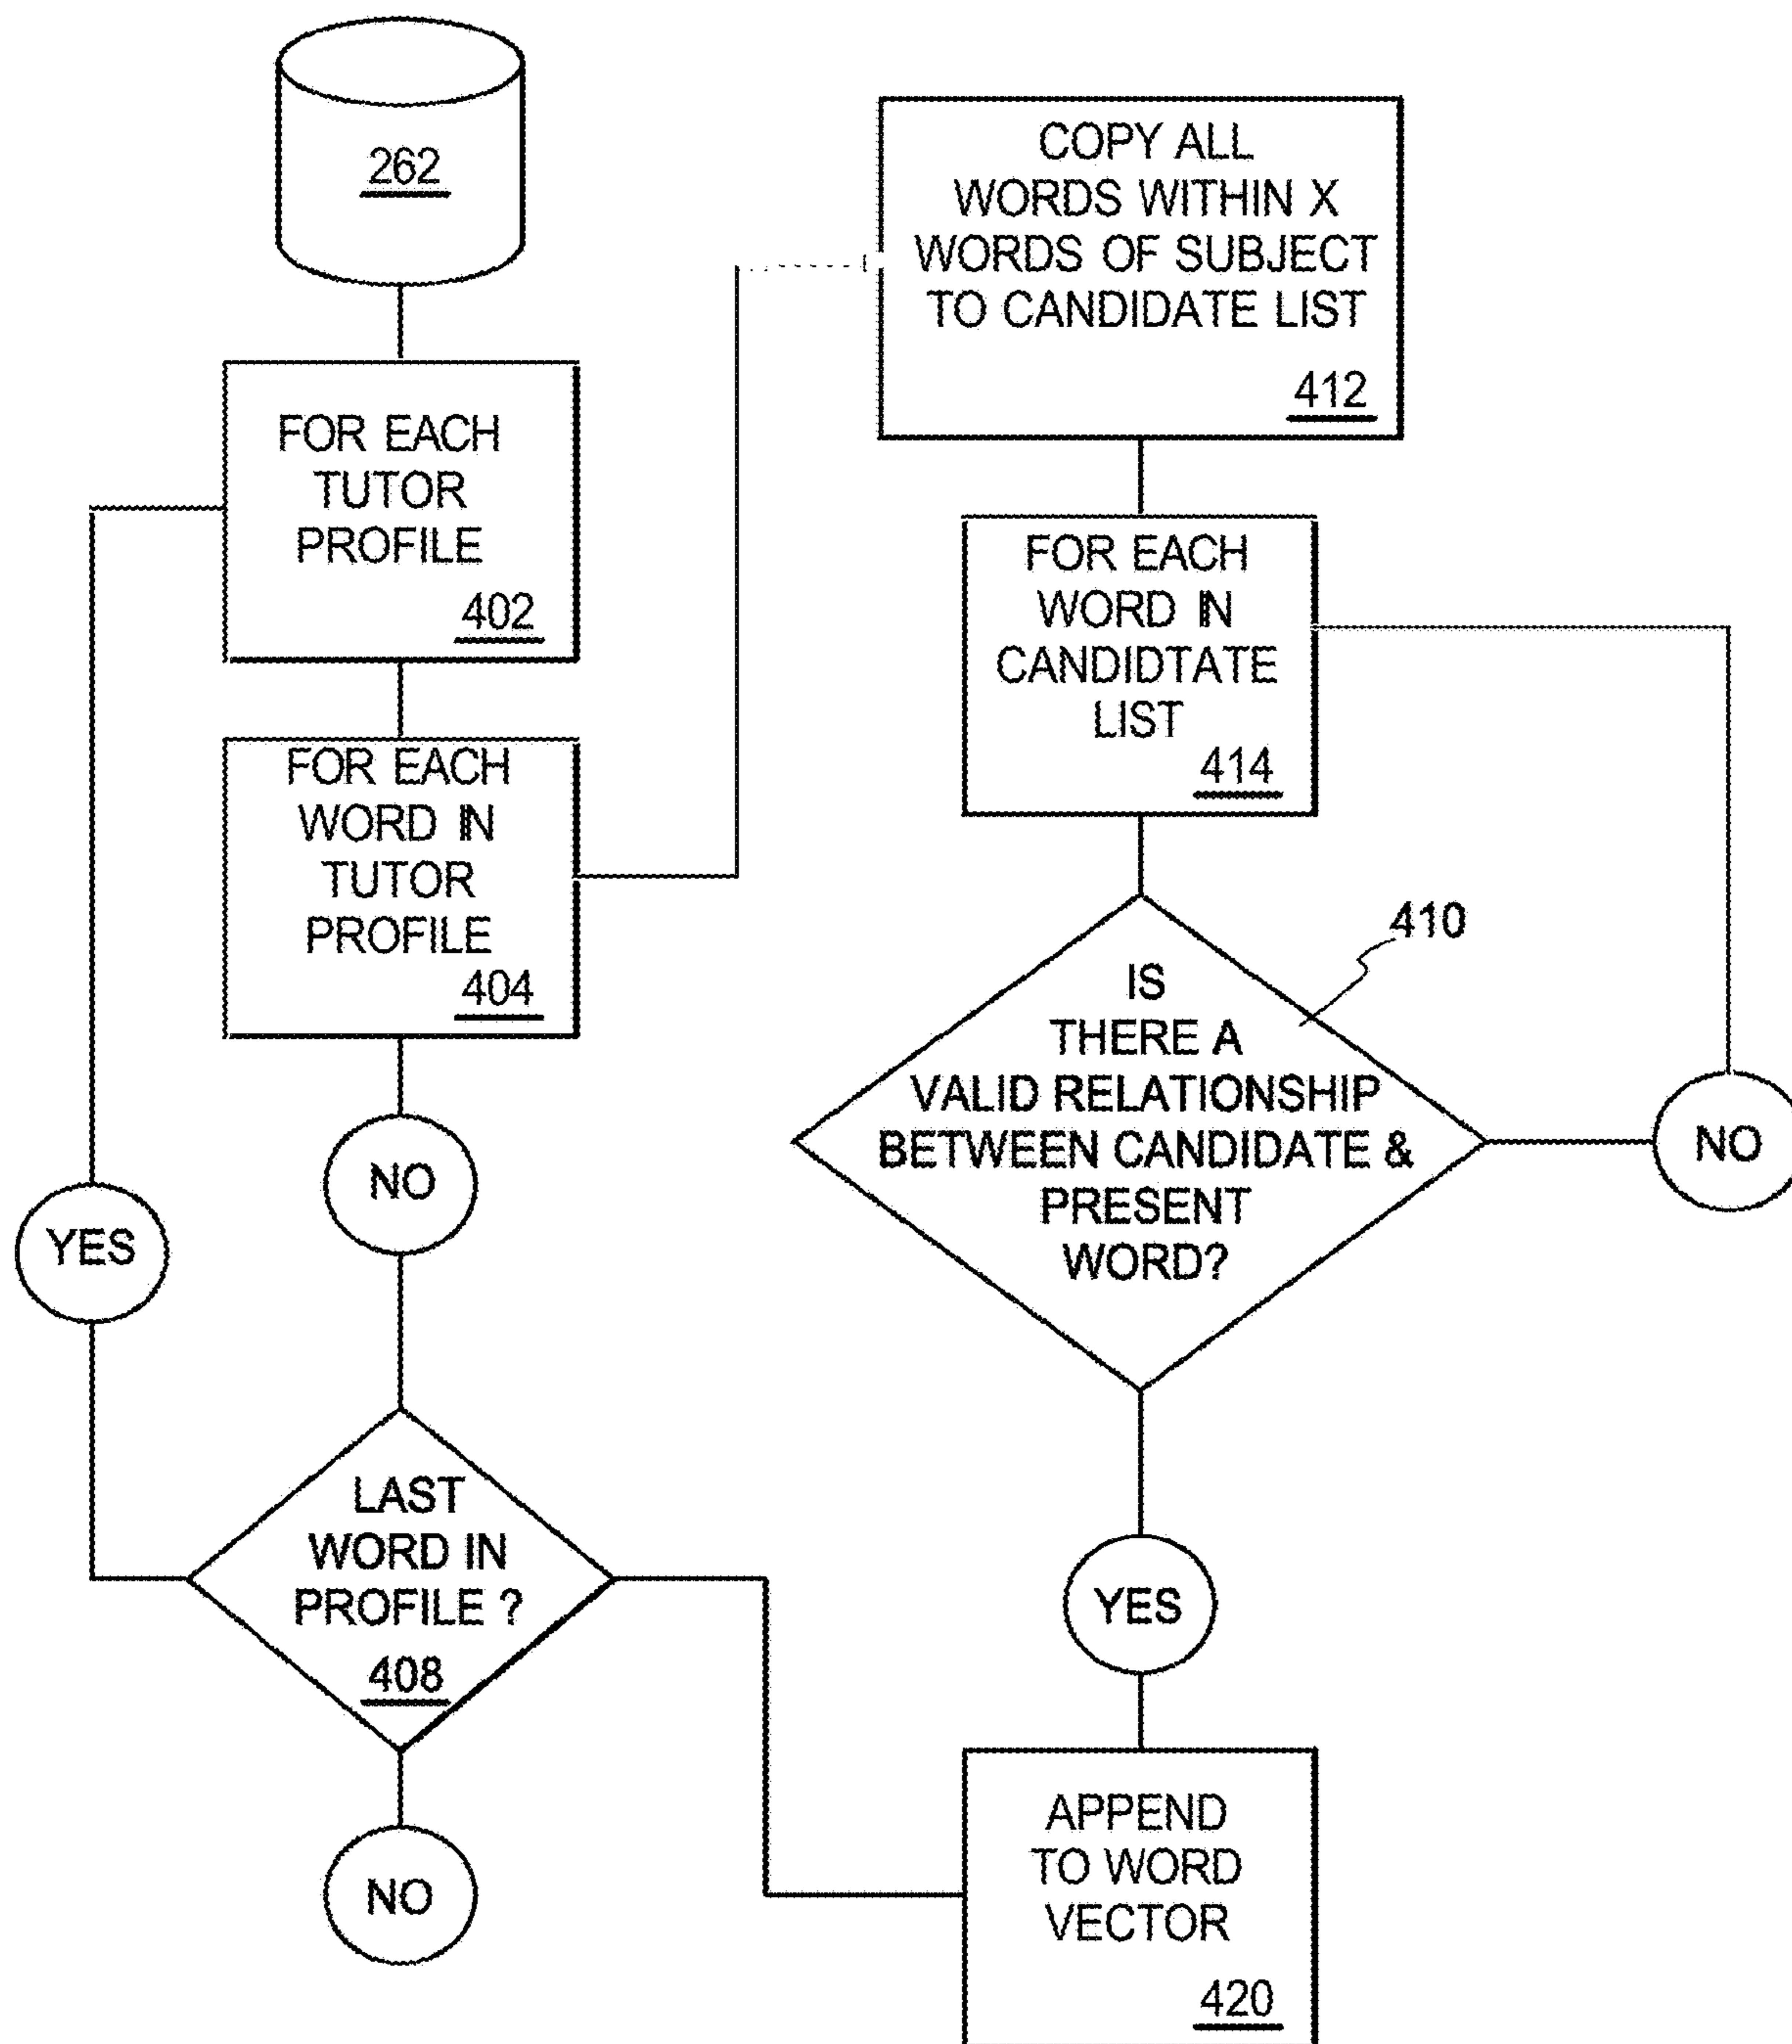 262
FOR EACH
TUTOR
PROFILE
402
FOR EACH
WORD IN
TUTOR
PROFILE
404
NO
YES
LAST
WORD IN
PROFILE ?
408
NO
COPY ALL
WORDS WITHIN X
WORDS OF SUBJECT
TO CANDIDATE LIST
412
FOR EACH
WORD IN
CANDIDTATE
LIST
414
410
IS
THERE A
VALID RELATIONSHIP
BETWEEN CANDIDATE &
PRESENT
WORD?
NO
YES
APPEND
TO WORD
VECTOR
420